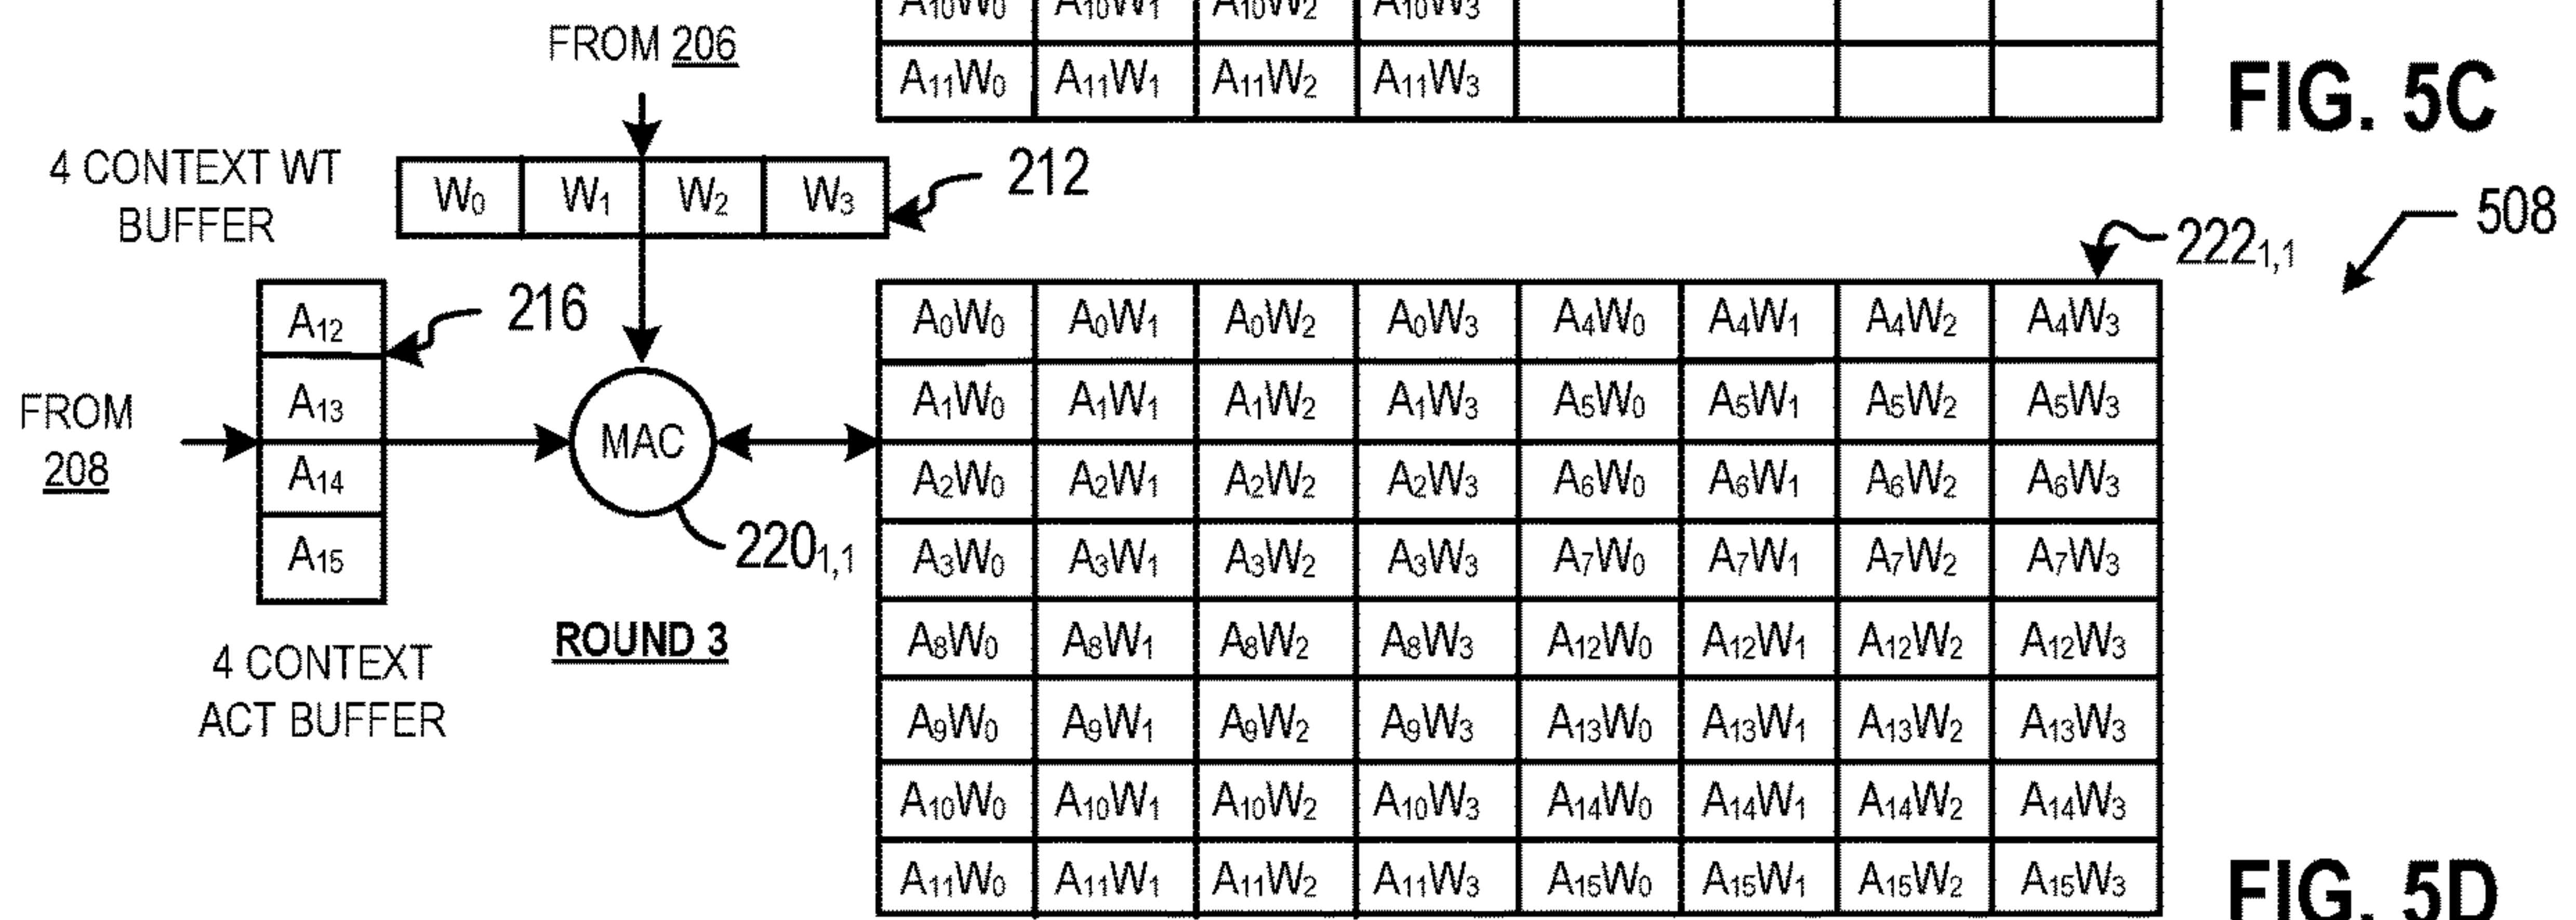 A₁₀W₀ A₁₀W₁ A₁₀W₂ A₁₀W₃
A₁₁W₀ A₁₁W₁ A₁₁W₂ A₁₁W₃
FIG. 5C
FROM 206
4 CONTEXT WT
BUFFER
W₀ W₁ W₂ W₃
212
508
222₁,₁
216
A₁₂
A₁₃
A₁₄
A₁₅
FROM
208
MAC
220₁,₁
ROUND 3
4 CONTEXT
ACT BUFFER
A₀W₀ A₀W₁ A₀W₂ A₀W₃ A₄W₀ A₄W₁ A₄W₂ A₄W₃
A₁W₀ A₁W₁ A₁W₂ A₁W₃ A₅W₀ A₅W₁ A₅W₂ A₅W₃
A₂W₀ A₂W₁ A₂W₂ A₂W₃ A₆W₀ A₆W₁ A₆W₂ A₆W₃
A₃W₀ A₃W₁ A₃W₂ A₃W₃ A₇W₀ A₇W₁ A₇W₂ A₇W₃
A₈W₀ A₈W₁ A₈W₂ A₈W₃ A₁₂W₀ A₁₂W₁ A₁₂W₂ A₁₂W₃
A₉W₀ A₉W₁ A₉W₂ A₉W₃ A₁₃W₀ A₁₃W₁ A₁₃W₂ A₁₃W₃
A₁₀W₀ A₁₀W₁ A₁₀W₂ A₁₀W₃ A₁₄W₀ A₁₄W₁ A₁₄W₂ A₁₄W₃
A₁₁W₀ A₁₁W₁ A₁₁W₂ A₁₁W₃ A₁₅W₀ A₁₅W₁ A₁₅W₂ A₁₅W₃
FIG. 5D